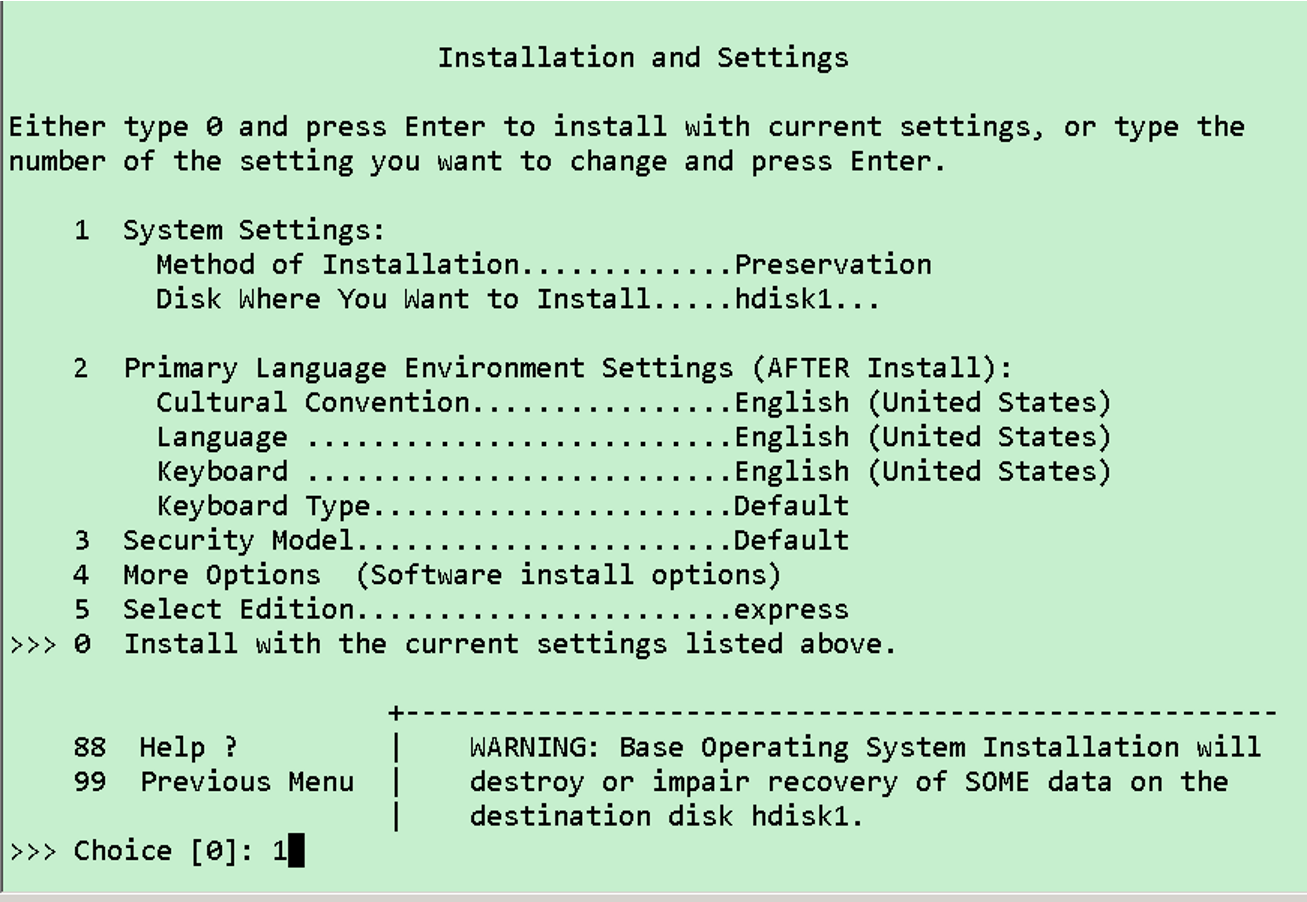 Installation and Settings
Either type 0 and press Enter to install with current settings, or type the
number of the setting you want to change and press Enter.
1 System Settings:
Method of Installation.............Preservation
Disk Where You Want to Install.....hdisk1...
2 Primary Language Environment Settings (AFTER Install):
Cultural Convention................English (United States)
Language ..........................English (United States)
Keyboard ..........................English (United States)
Keyboard Type......................Default
3 Security Model.......................Default
4 More Options (Software install options)
5 Select Edition.......................express
>>> 0 Install with the current settings listed above.
+-----------------------------------------------------
88 Help ? | WARNING: Base Operating System Installation will
99 Previous Menu | destroy or impair recovery of SOME data on the
| destination disk hdisk1.
>>> Choice [0]: 1